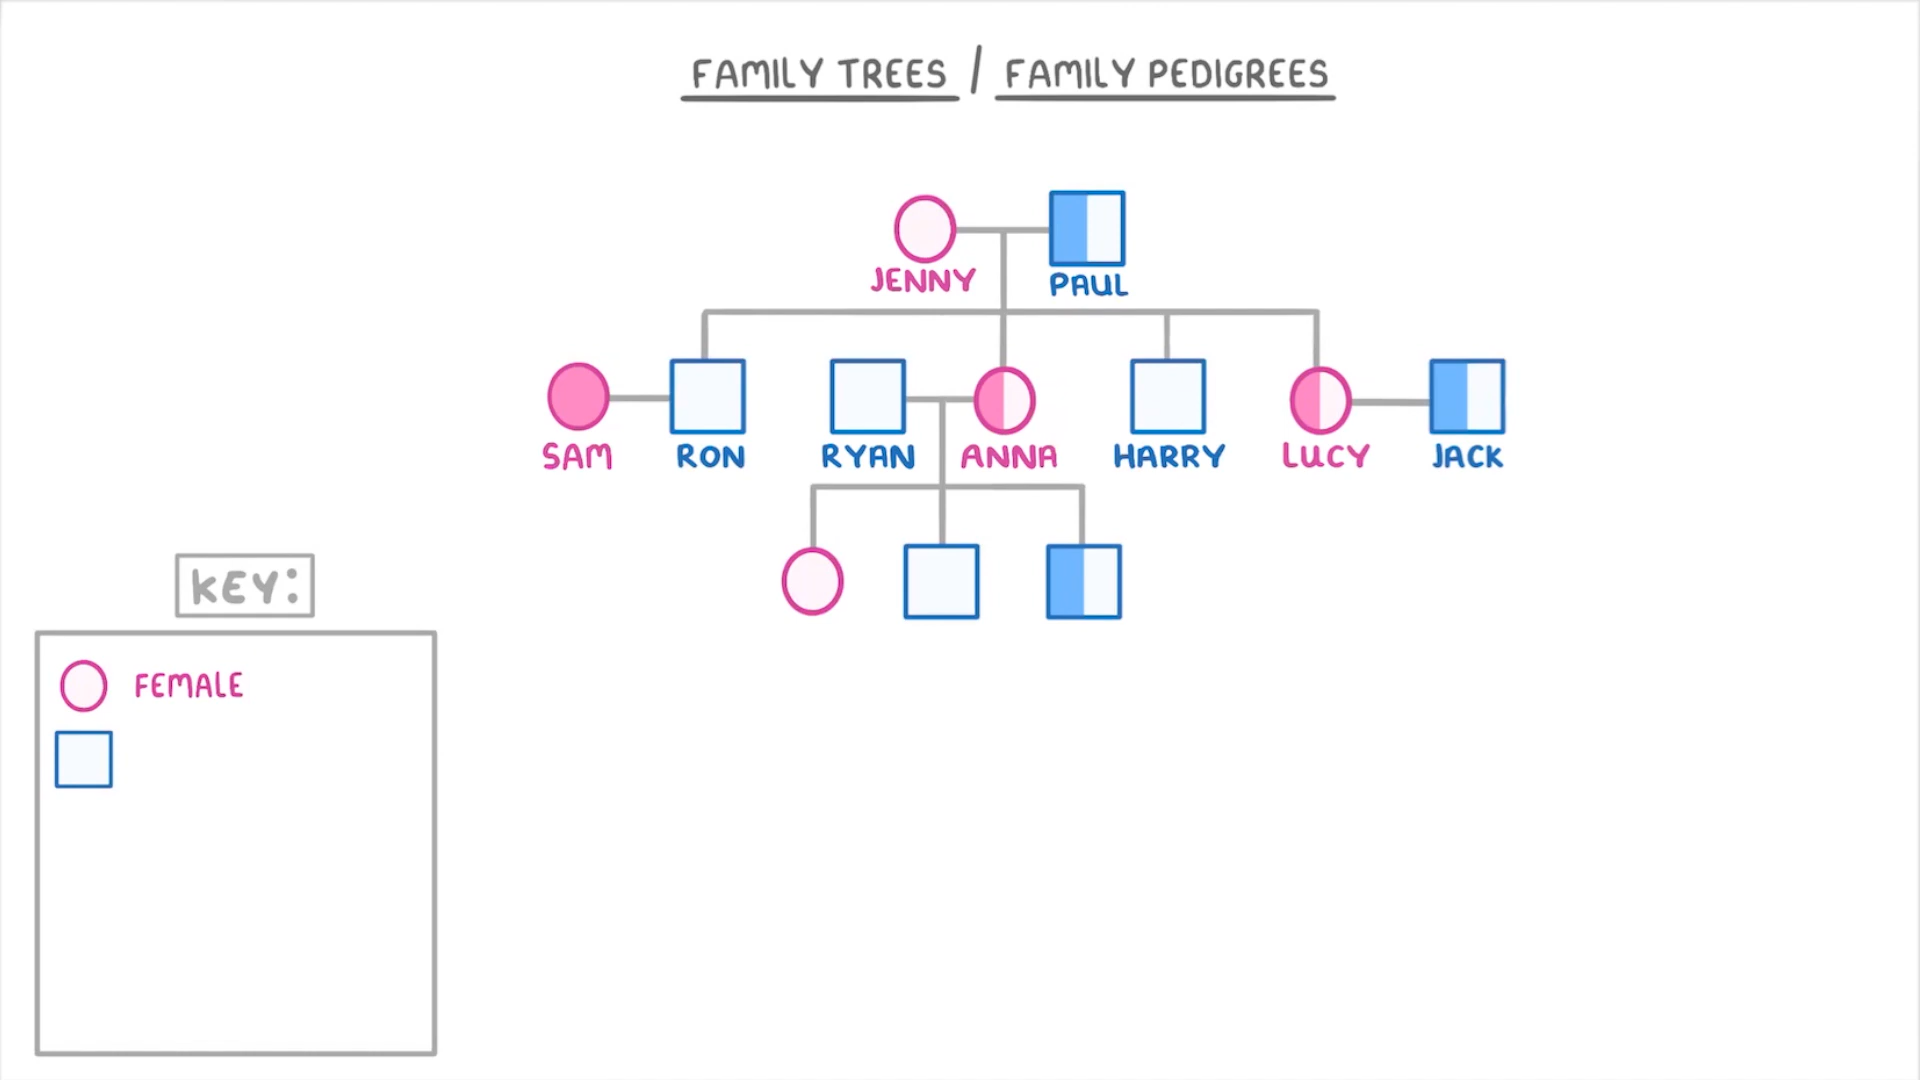 FAMILY TREES / FAMILY PEDIGREES
JENNY PAUL
SAM RON RYAN ANNA HARRY LUCY JACK
KEY:
FEMALE